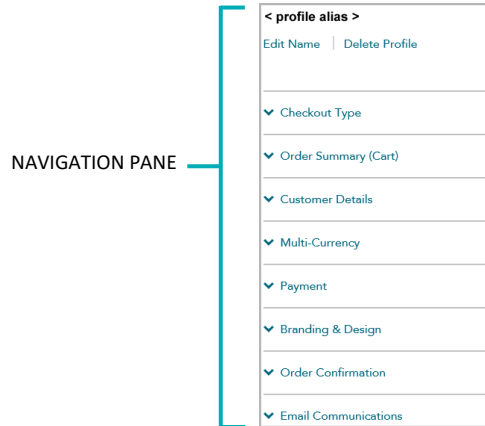 < profile alias >
Edit Name | Delete Profile
Checkout Type
Order Summary (Cart)
NAVIGATION PANE
Customer Details
Multi-Currency
Payment
Branding & Design
Order Confirmation
Email Communications